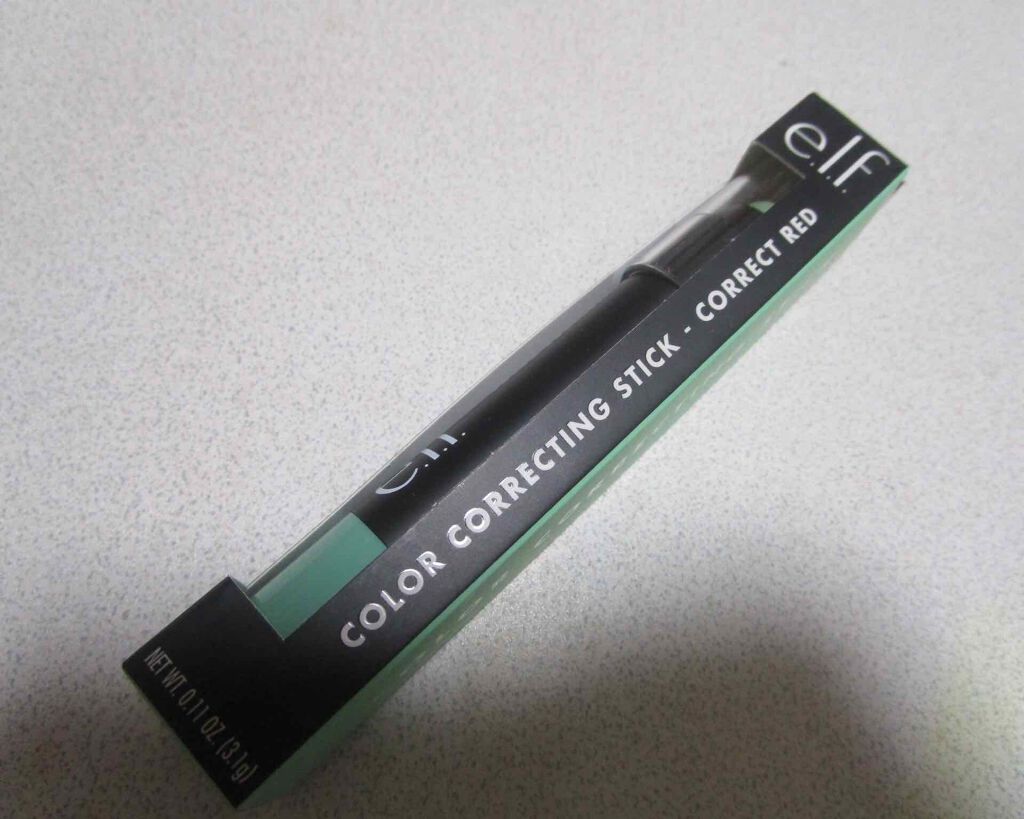 e.l.f.
COLOR CORRECTING STICK - CORRECT RED
e.l.f.
NET WT. 0.11 OZ. (3.1g)